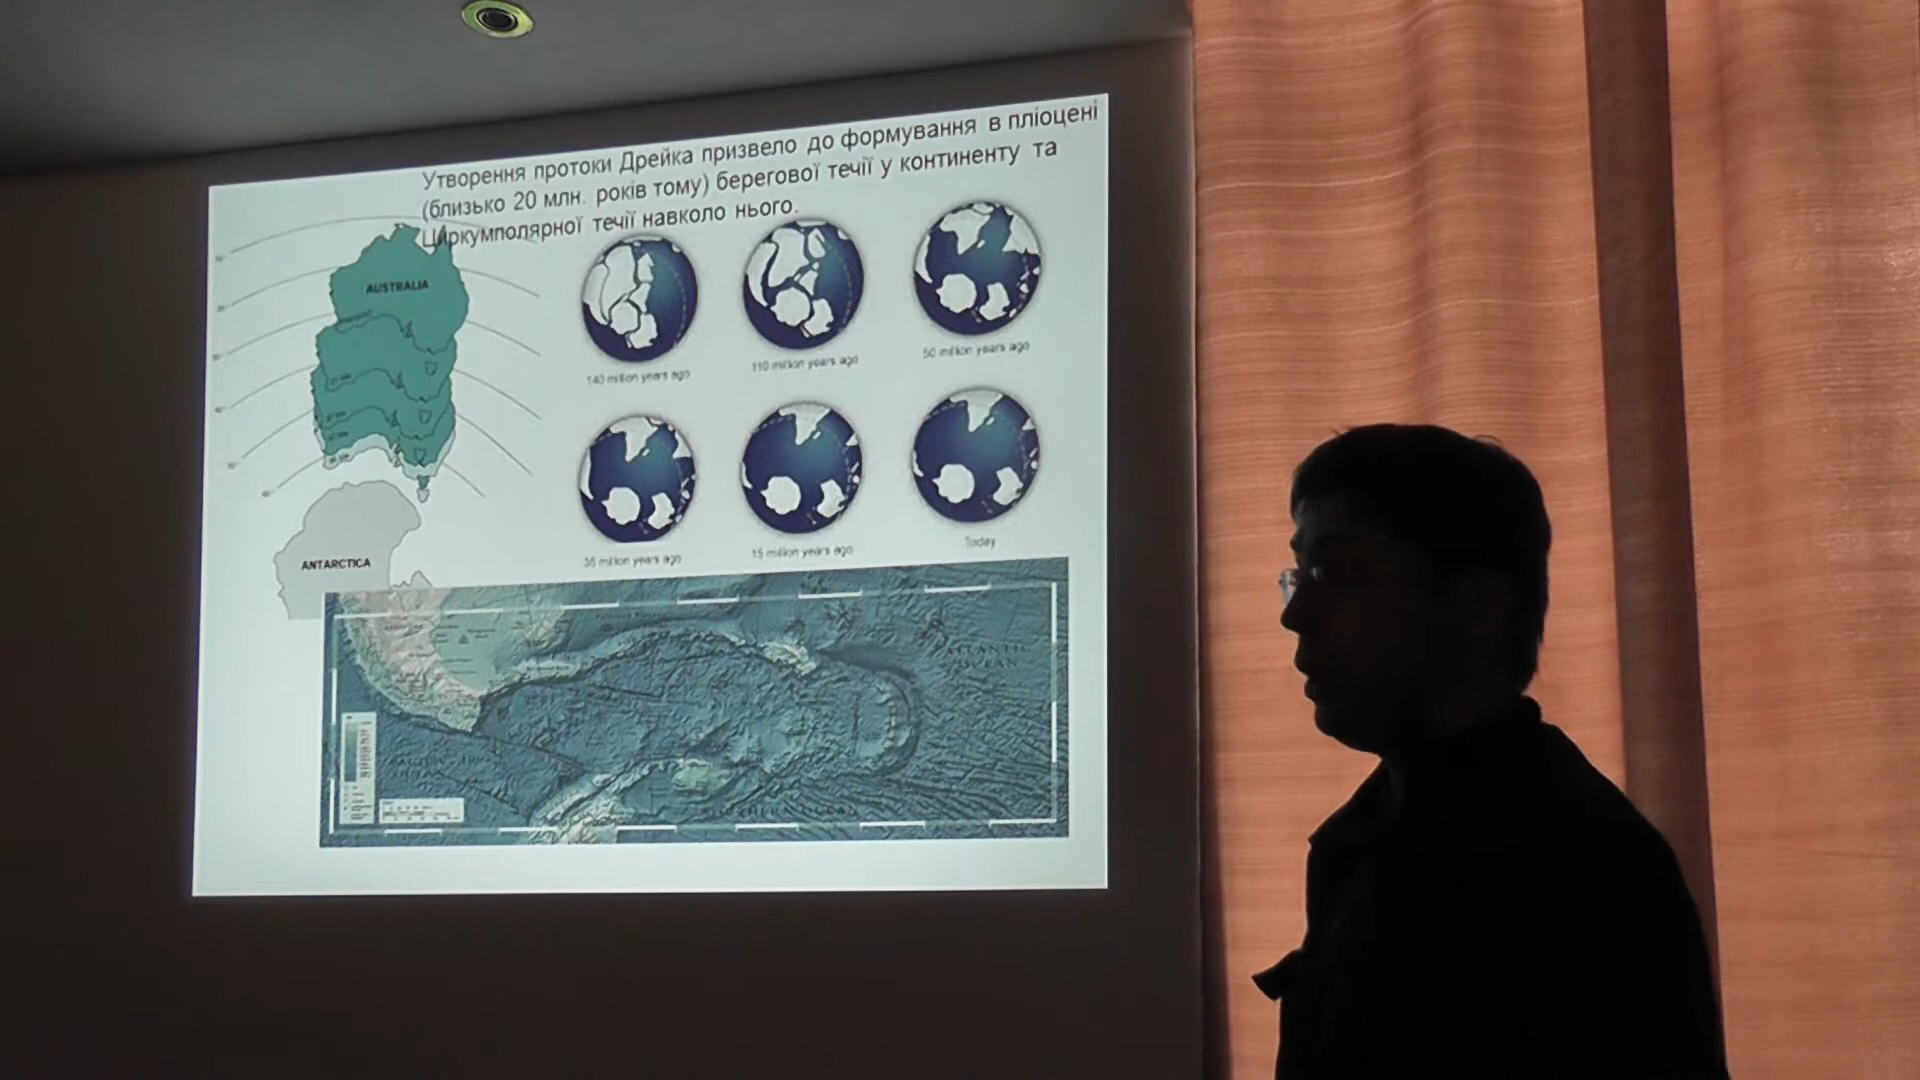 Утворення протоки Дрейка призвело до формування в пліоцені
(близько 20 млн. років тому) берегової течії у континенту та
Циркумполярної течії навколо нього.
AUSTRALIA
140 million years ago
110 million years ago
50 million years ago
35 million years ago
15 million years ago
Today
ANTARCTICA
ATLANTIC
OCEAN